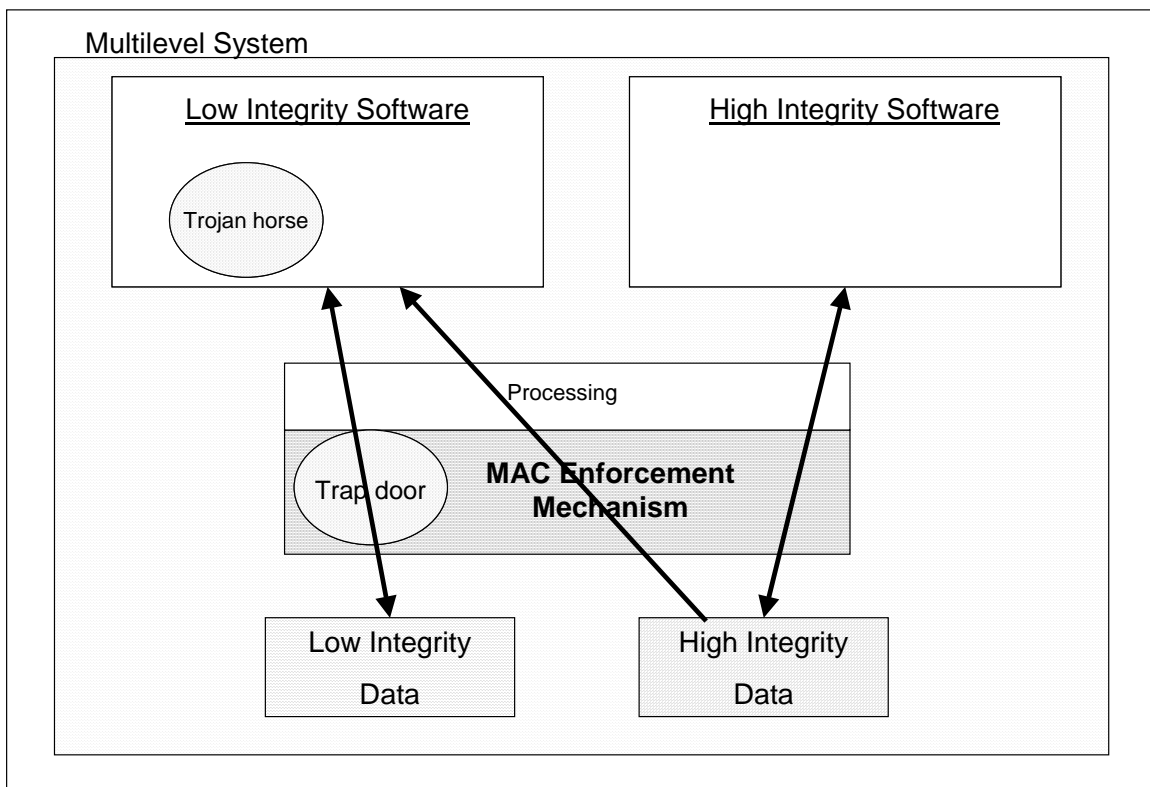 Multilevel System
Low Integrity Software
High Integrity Software
Trojan horse
Processing
Trap door
MAC Enforcement
Mechanism
Low Integrity
Data
High Integrity
Data